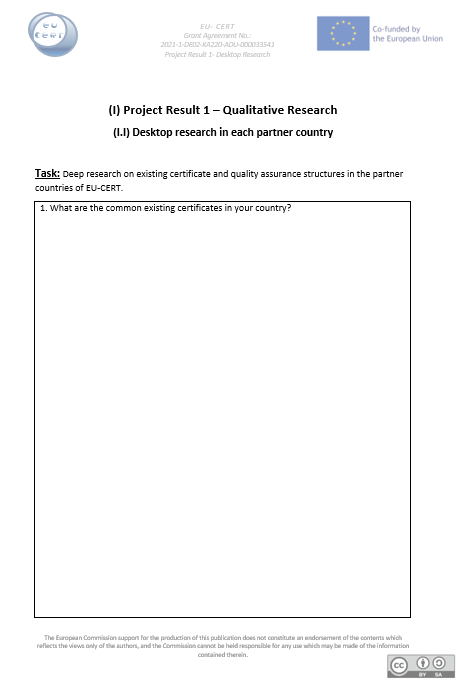 eu
cert
EU- CERT
Grant Agreement No.:
2021-1-DE02-KA220-ADU-000033541
Project Result 1- Desktop Research
Co-funded by
the European Union
(I) Project Result 1 – Qualitative Research
(I.I) Desktop research in each partner country
Task: Deep research on existing certificate and quality assurance structures in the partner
countries of EU-CERT.
1. What are the common existing certificates in your country?
The European Commission support for the production of this publication does not constitute an endorsement of the contents which
reflects the views only of the authors, and the Commission cannot be held responsible for any use which may be made of the information
contained therein.
cc
BY SA